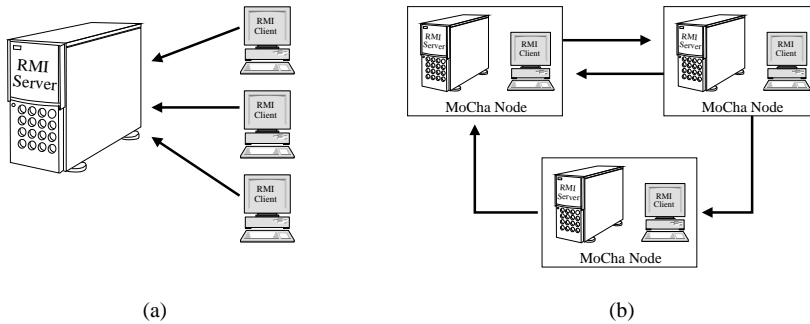 RMI
Server
RMI
Client
RMI
Client
RMI
Client
(a)
RMI
Server
RMI
Client
MoCha Node
RMI
Server
RMI
Client
MoCha Node
RMI
Server
RMI
Client
MoCha Node
(b)